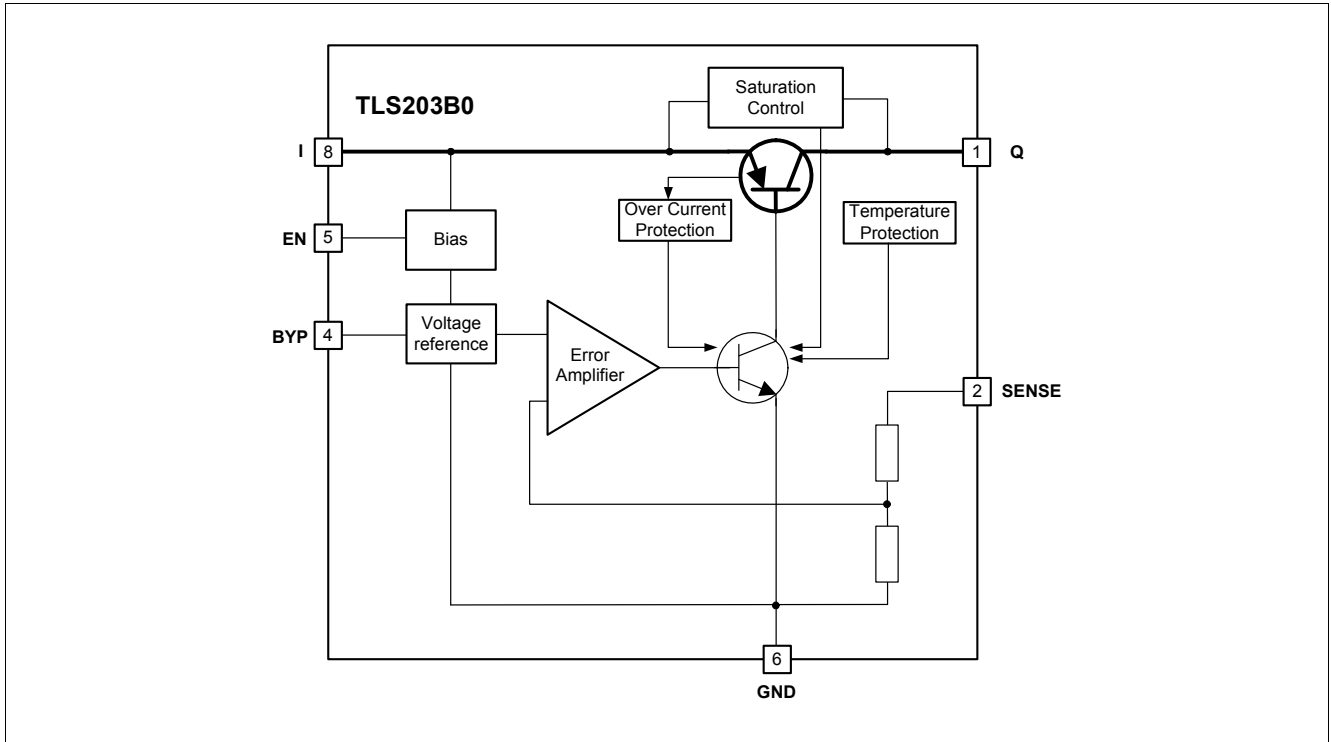 Saturation
Control
TLS203B0
I
8
1
Q
Over Current
Protection
Temperature
Protection
EN
5
Bias
BYP
4
Voltage
reference
Error
Amplifier
2
SENSE
6
GND